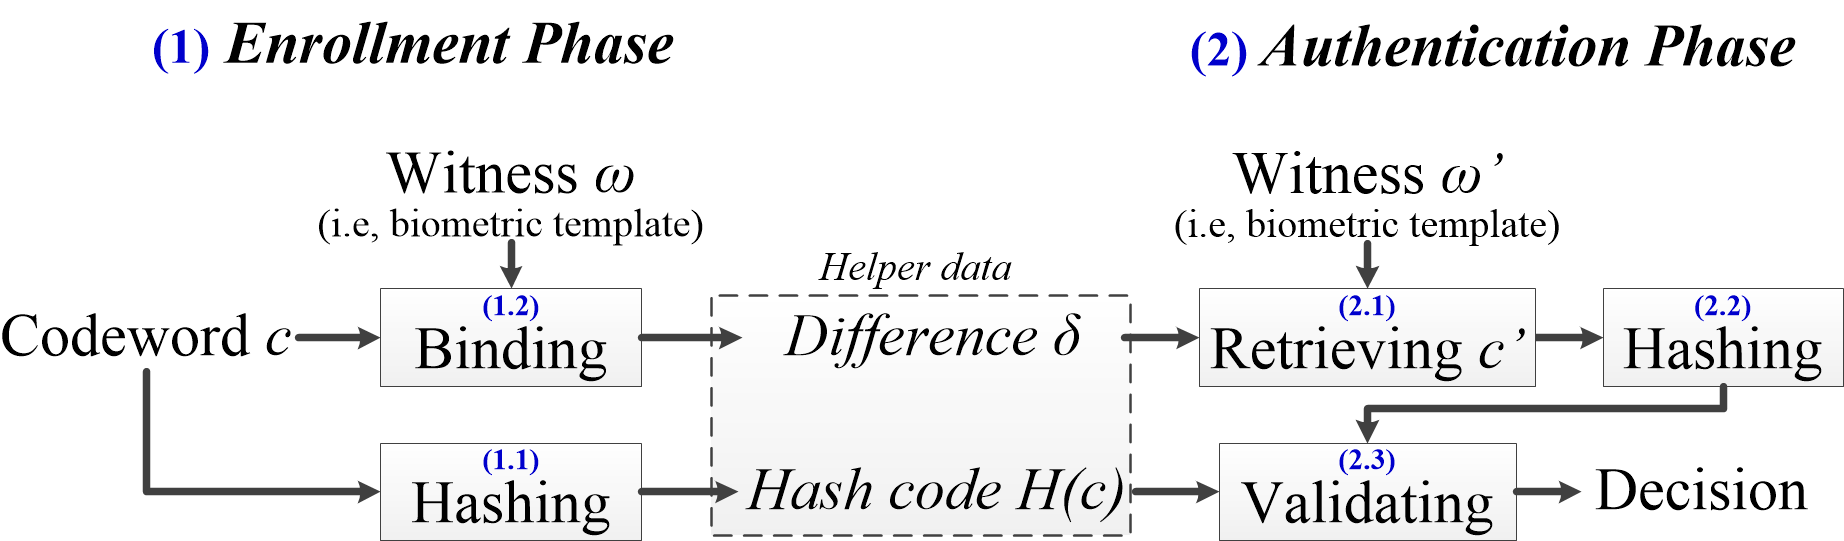 (1) Enrollment Phase
(2) Authentication Phase
Witness ω
(i.e, biometric template)
Witness ω’
(i.e, biometric template)
Helper data
Codeword c
(1.2)
Binding
Difference δ
(2.1)
Retrieving c’
(2.2)
Hashing
(1.1)
Hashing
Hash code H(c)
(2.3)
Validating
Decision